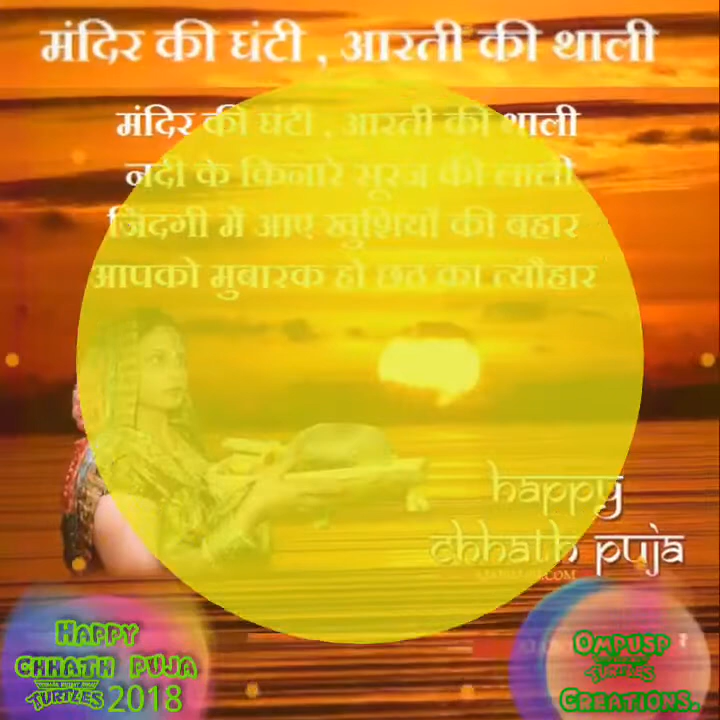 मंदिर की घंटी , आरती की थाली
मंदिर की घंटी , आरती की थाली
नदी के किनारे सूरज की लाली
जिंदगी में आए खुशियों की बहार
आपको मुबारक हो छठ का त्यौहार
happy
chhath puja
HAPPY
CHHATH PUJA
TURTLES 2018
OMPUSP
TURTLES
CREATIONS.